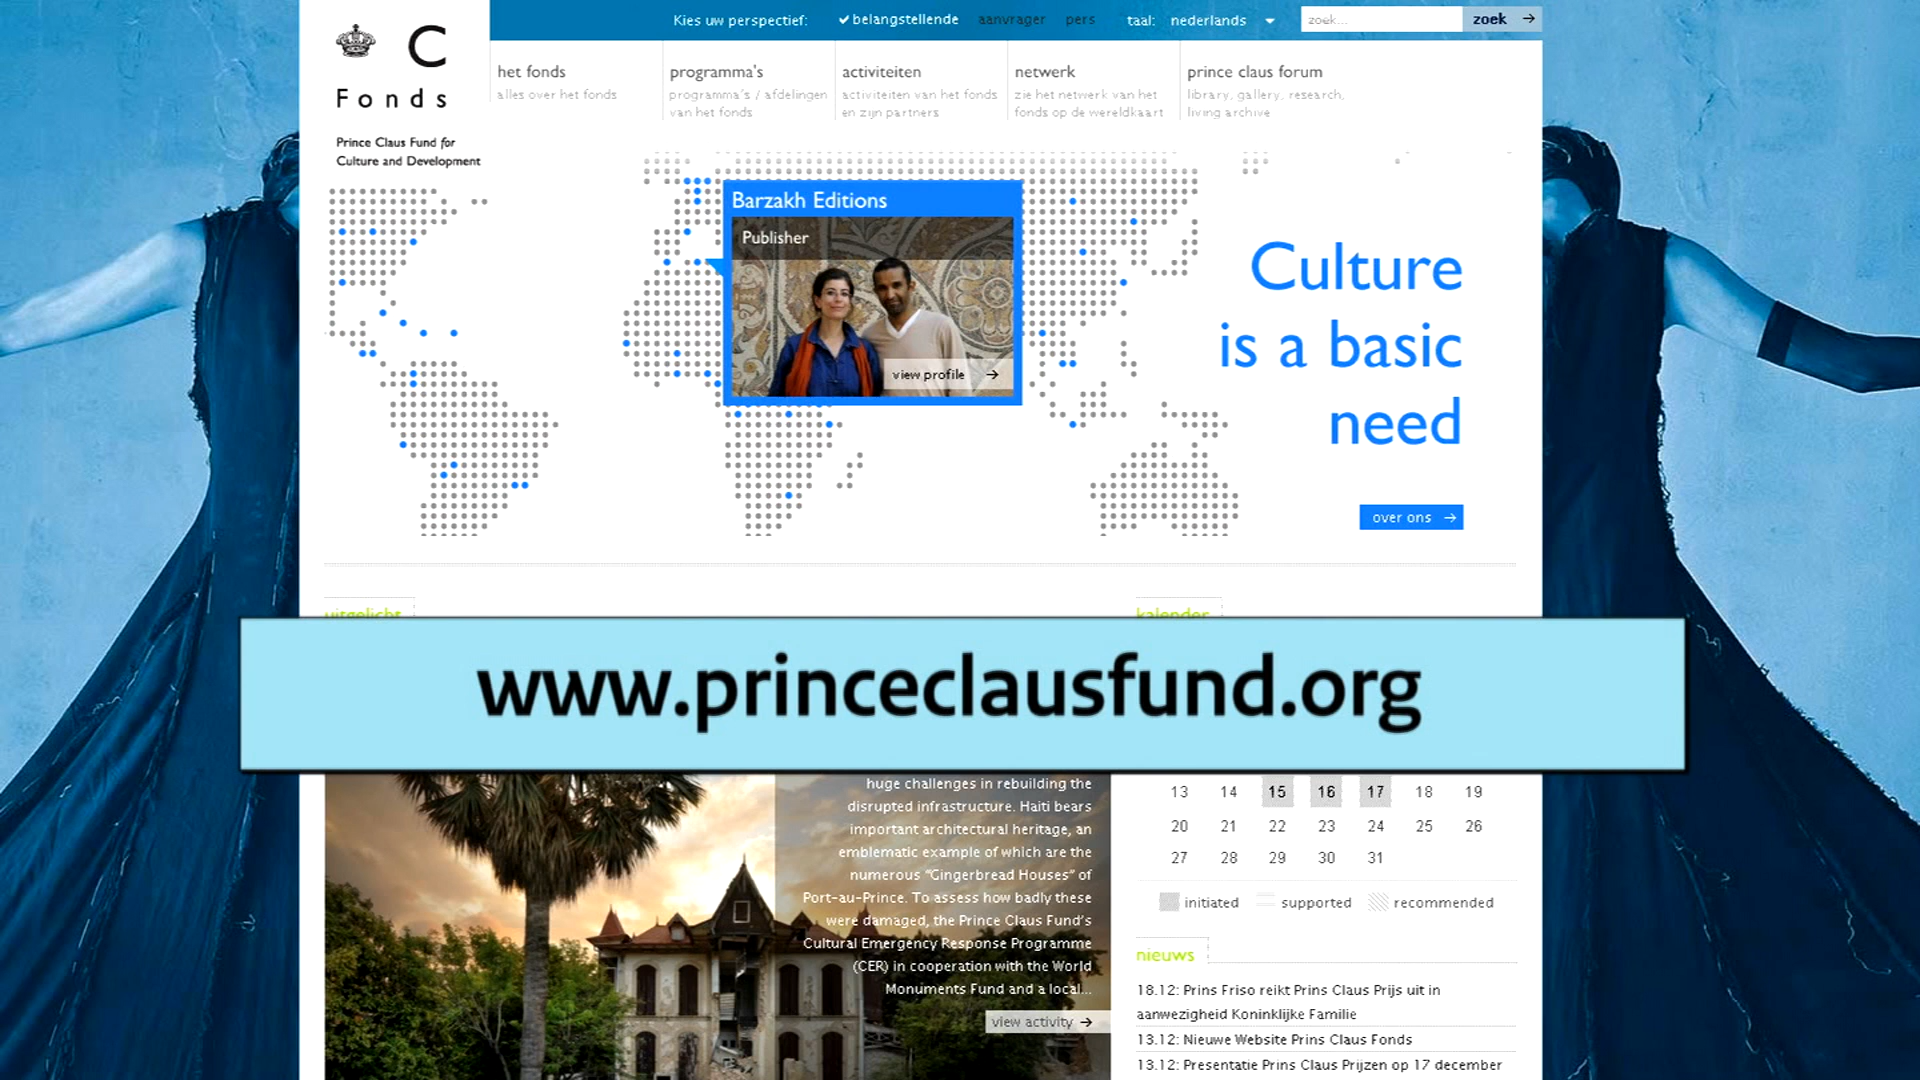 Kies uw perspectief: belangstellende aanvrager pers taal: nederlands zoek... zoek
C
Fonds
Prince Claus Fund for
Culture and Development
het fonds
alles over het fonds
programma's
programma's / afdelingen
van het fonds
activiteiten
activiteiten van het fonds
en zijn partners
netwerk
zie het netwerk van het
fonds op de wereldkaart
prince claus forum
library, gallery, research,
living archive
Barzakh Editions
Publisher
view profile
Culture
is a basic
need
over ons
uitgelicht
kalender
www.princeclausfund.org
huge challenges in rebuilding the
disrupted infrastructure. Haiti bears
important architectural heritage, an
emblematic example of which are the
numerous “Gingerbread Houses” of
Port-au-Prince. To assess how badly these
were damaged, the Prince Claus Fund's
Cultural Emergency Response Programme
(CER) in cooperation with the World
Monuments Fund and a local...
view activity
13 14 15 16 17 18 19
20 21 22 23 24 25 26
27 28 29 30 31
initiated supported recommended
nieuws
18.12: Prins Friso reikt Prins Claus Prijs uit in
aanwezigheid Koninklijke Familie
13.12: Nieuwe Website Prins Claus Fonds
13.12: Presentatie Prins Claus Prijzen op 17 december